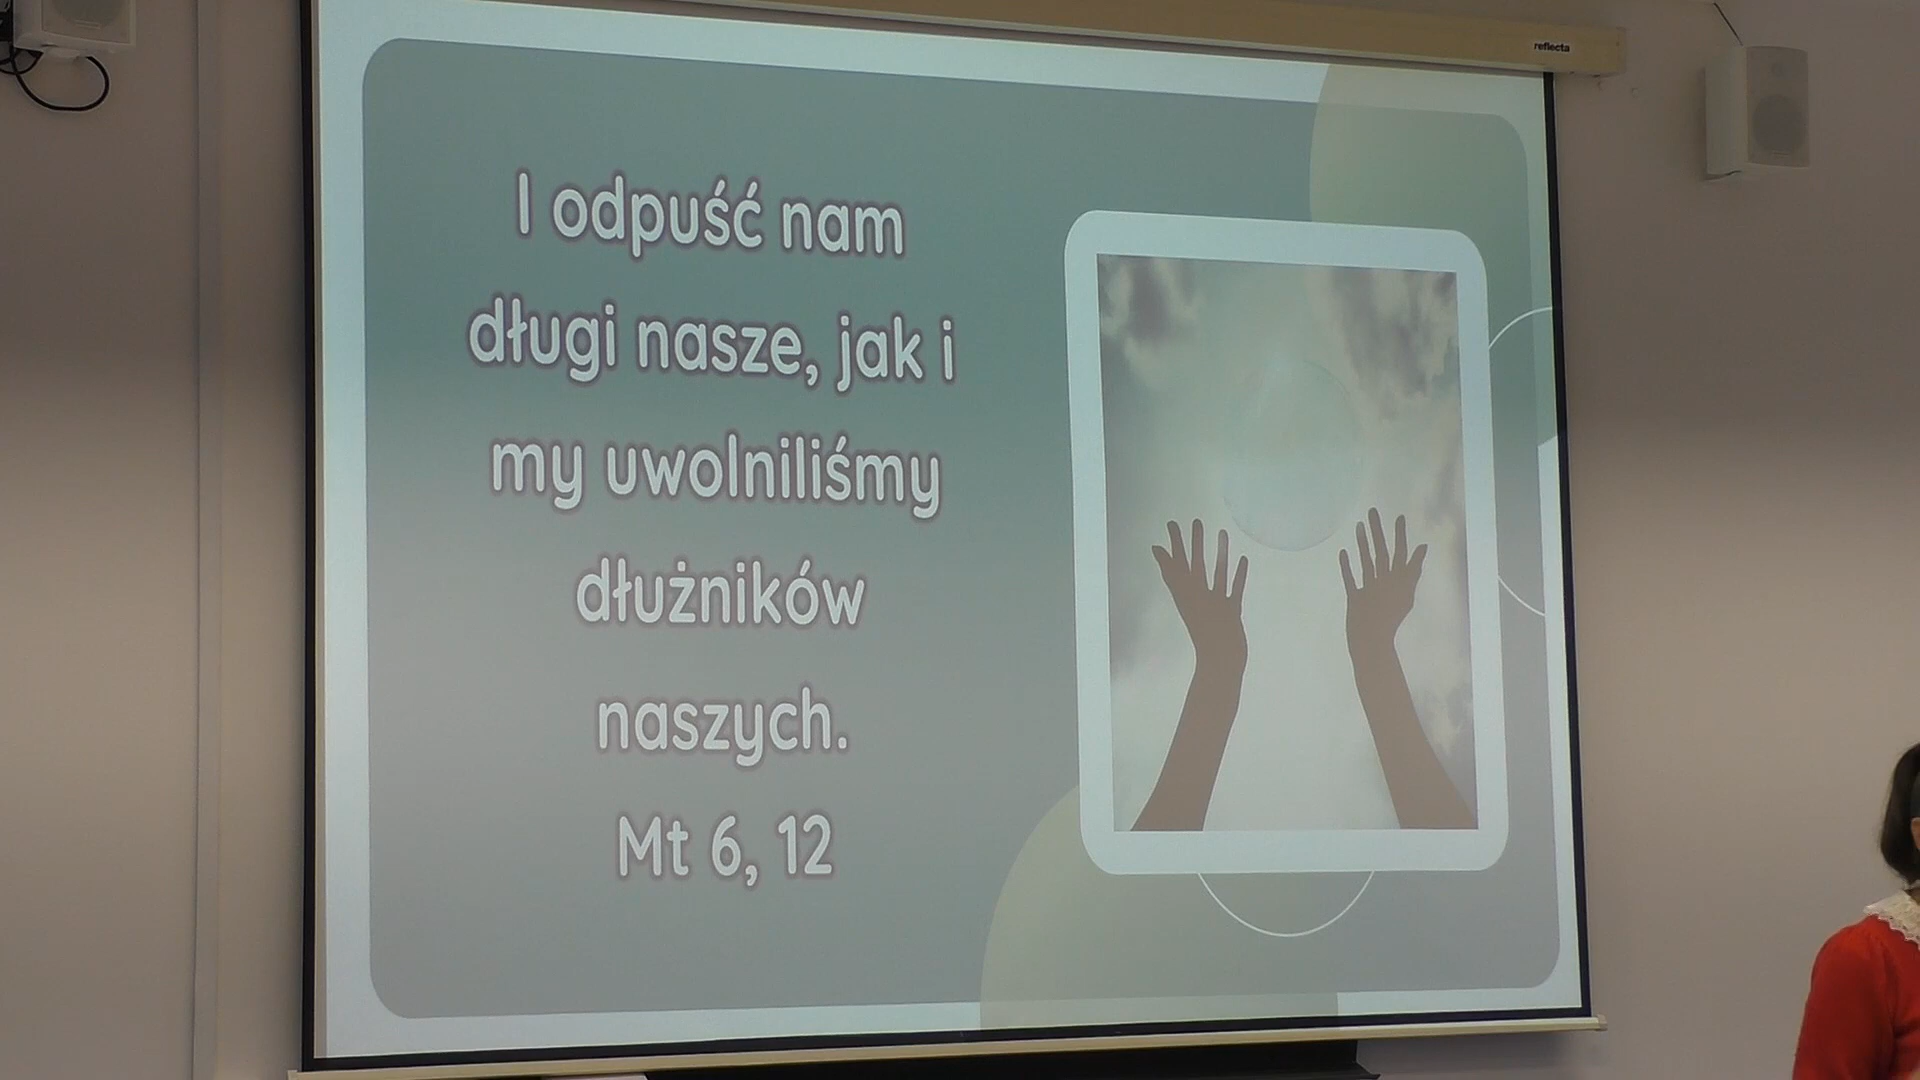 reflecta
I odpuść nam
długi nasze, jak i
my uwolniliśmy
dłużników
naszych.
Mt 6, 12